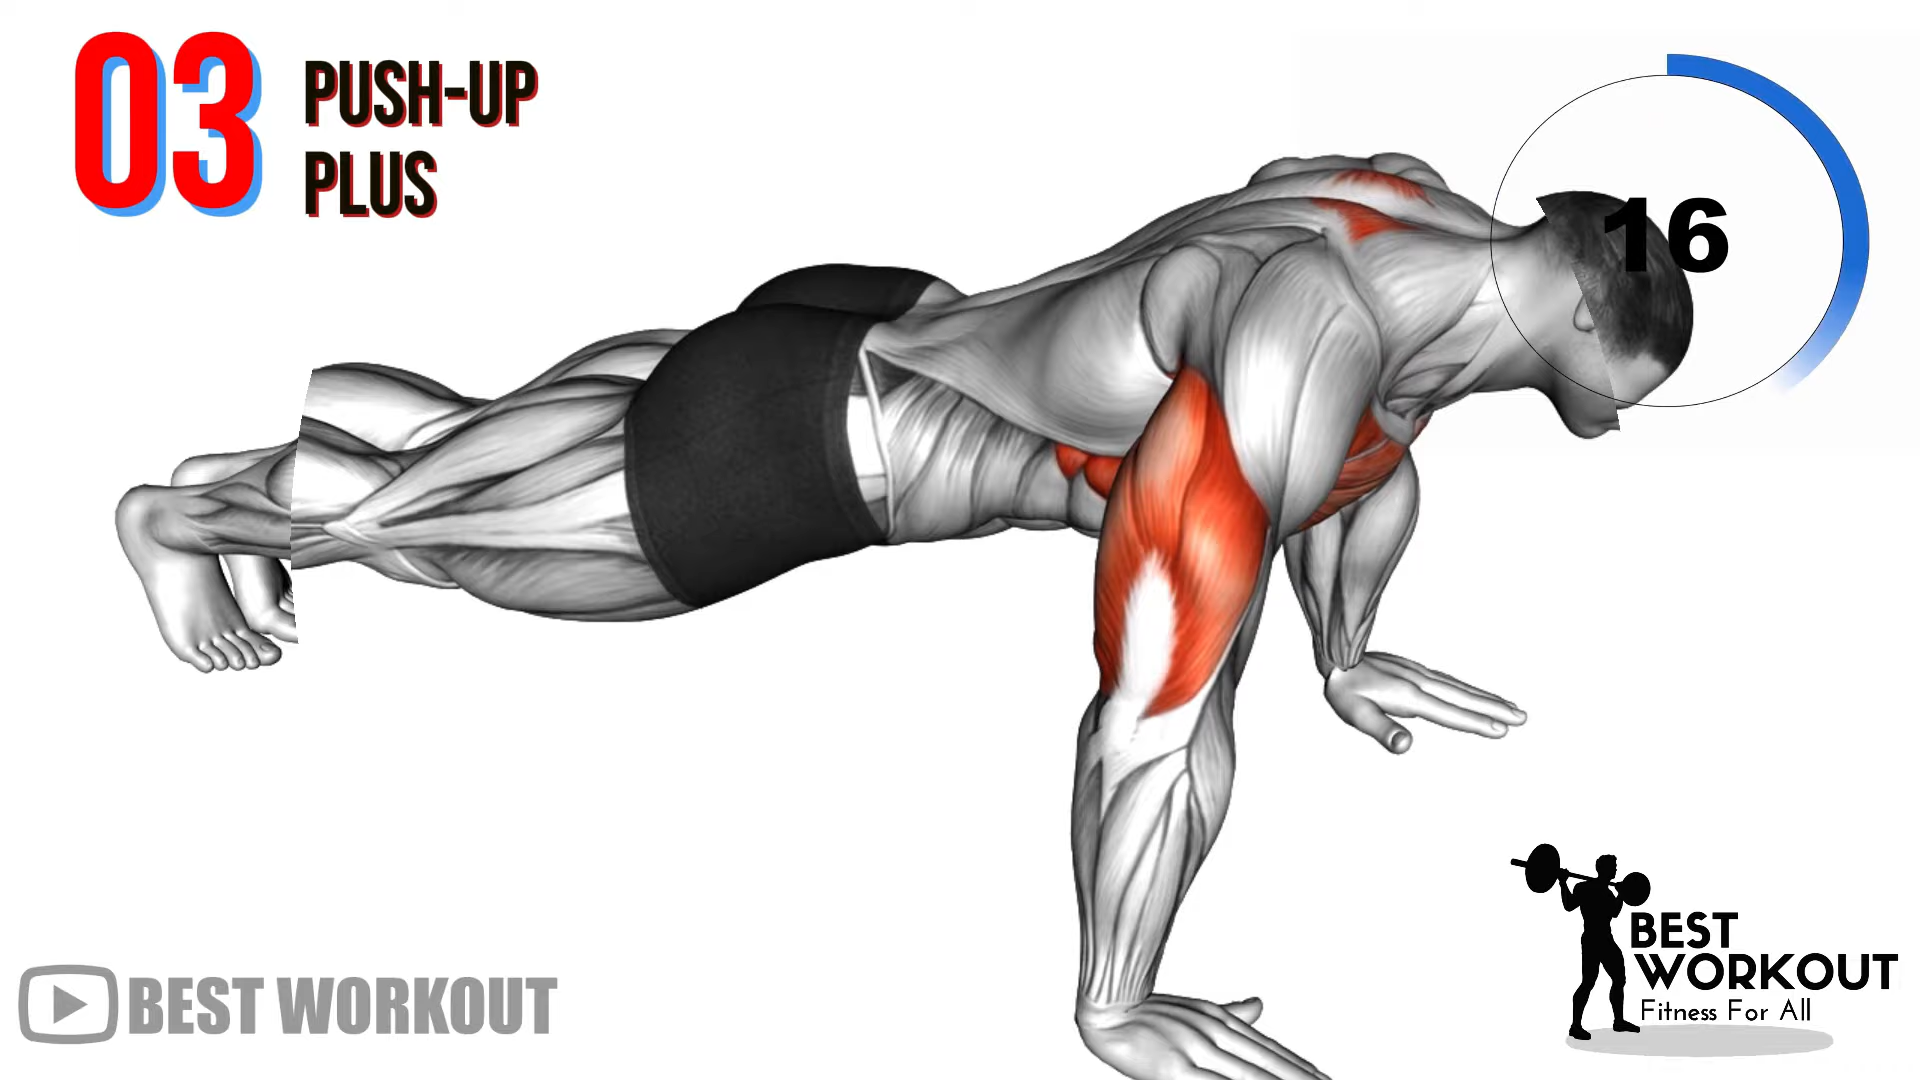 03
PUSH-UP
PLUS
16
BEST WORKOUT
BEST
WORKOUT
Fitness For All